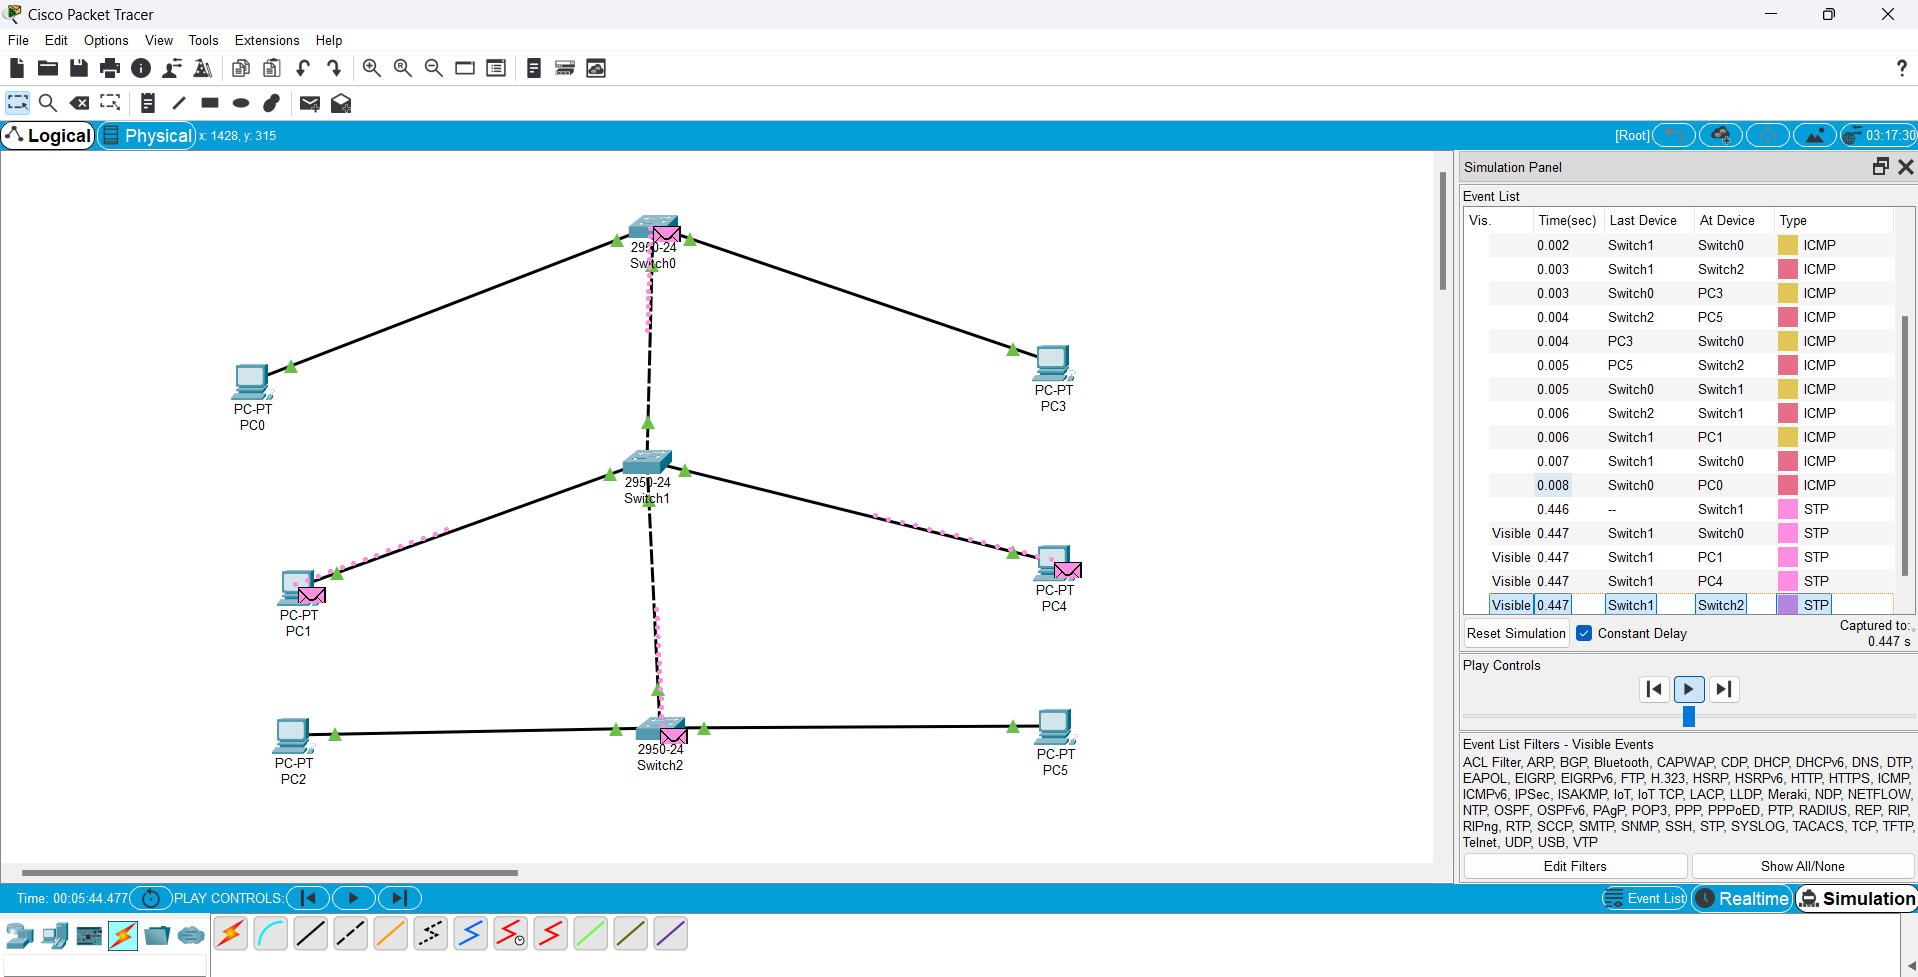 Cisco Packet Tracer
File Edit Options View Tools Extensions Help
Logical Physical x: 1428, y: 315 [Root] 03:17:30
Simulation Panel
Event List
Vis. Time(sec) Last Device At Device Type
0.002 Switch1 Switch0 ICMP
0.003 Switch1 Switch2 ICMP
0.003 Switch0 PC3 ICMP
0.004 Switch2 PC5 ICMP
0.004 PC3 Switch0 ICMP
0.005 PC5 Switch2 ICMP
0.005 Switch0 Switch1 ICMP
0.006 Switch2 Switch1 ICMP
0.006 Switch1 PC1 ICMP
0.007 Switch1 Switch0 ICMP
0.008 Switch0 PC0 ICMP
0.446 -- Switch1 STP
Visible 0.447 Switch1 Switch0 STP
Visible 0.447 Switch1 PC1 STP
Visible 0.447 Switch1 PC4 STP
Visible 0.447 Switch1 Switch2 STP
Reset Simulation Constant Delay Captured to:
0.447 s
Play Controls
Event List Filters - Visible Events
ACL Filter, ARP, BGP, Bluetooth, CAPWAP, CDP, DHCP, DHCPv6, DNS, DTP,
EAPOL, EIGRP, EIGRPv6, FTP, H.323, HSRP, HSRPv6, HTTP, HTTPS, ICMP,
ICMPv6, IPSec, ISAKMP, IoT, IoT TCP, LACP, LLDP, Meraki, NDP, NETFLOW,
NTP, OSPF, OSPFv6, PAgP, POP3, PPP, PPPoED, PTP, RADIUS, REP, RIP,
RIPng, RTP, SCCP, SMTP, SNMP, SSH, STP, SYSLOG, TACACS, TCP, TFTP,
Telnet, UDP, USB, VTP
Edit Filters Show All/None
2950-24
Switch0
PC-PT
PC0
PC-PT
PC3
2950-24
Switch1
PC-PT
PC1
PC-PT
PC4
2950-24
Switch2
PC-PT
PC2
PC-PT
PC5
Time: 00:05:44.477 PLAY CONTROLS: Event List Realtime Simulation